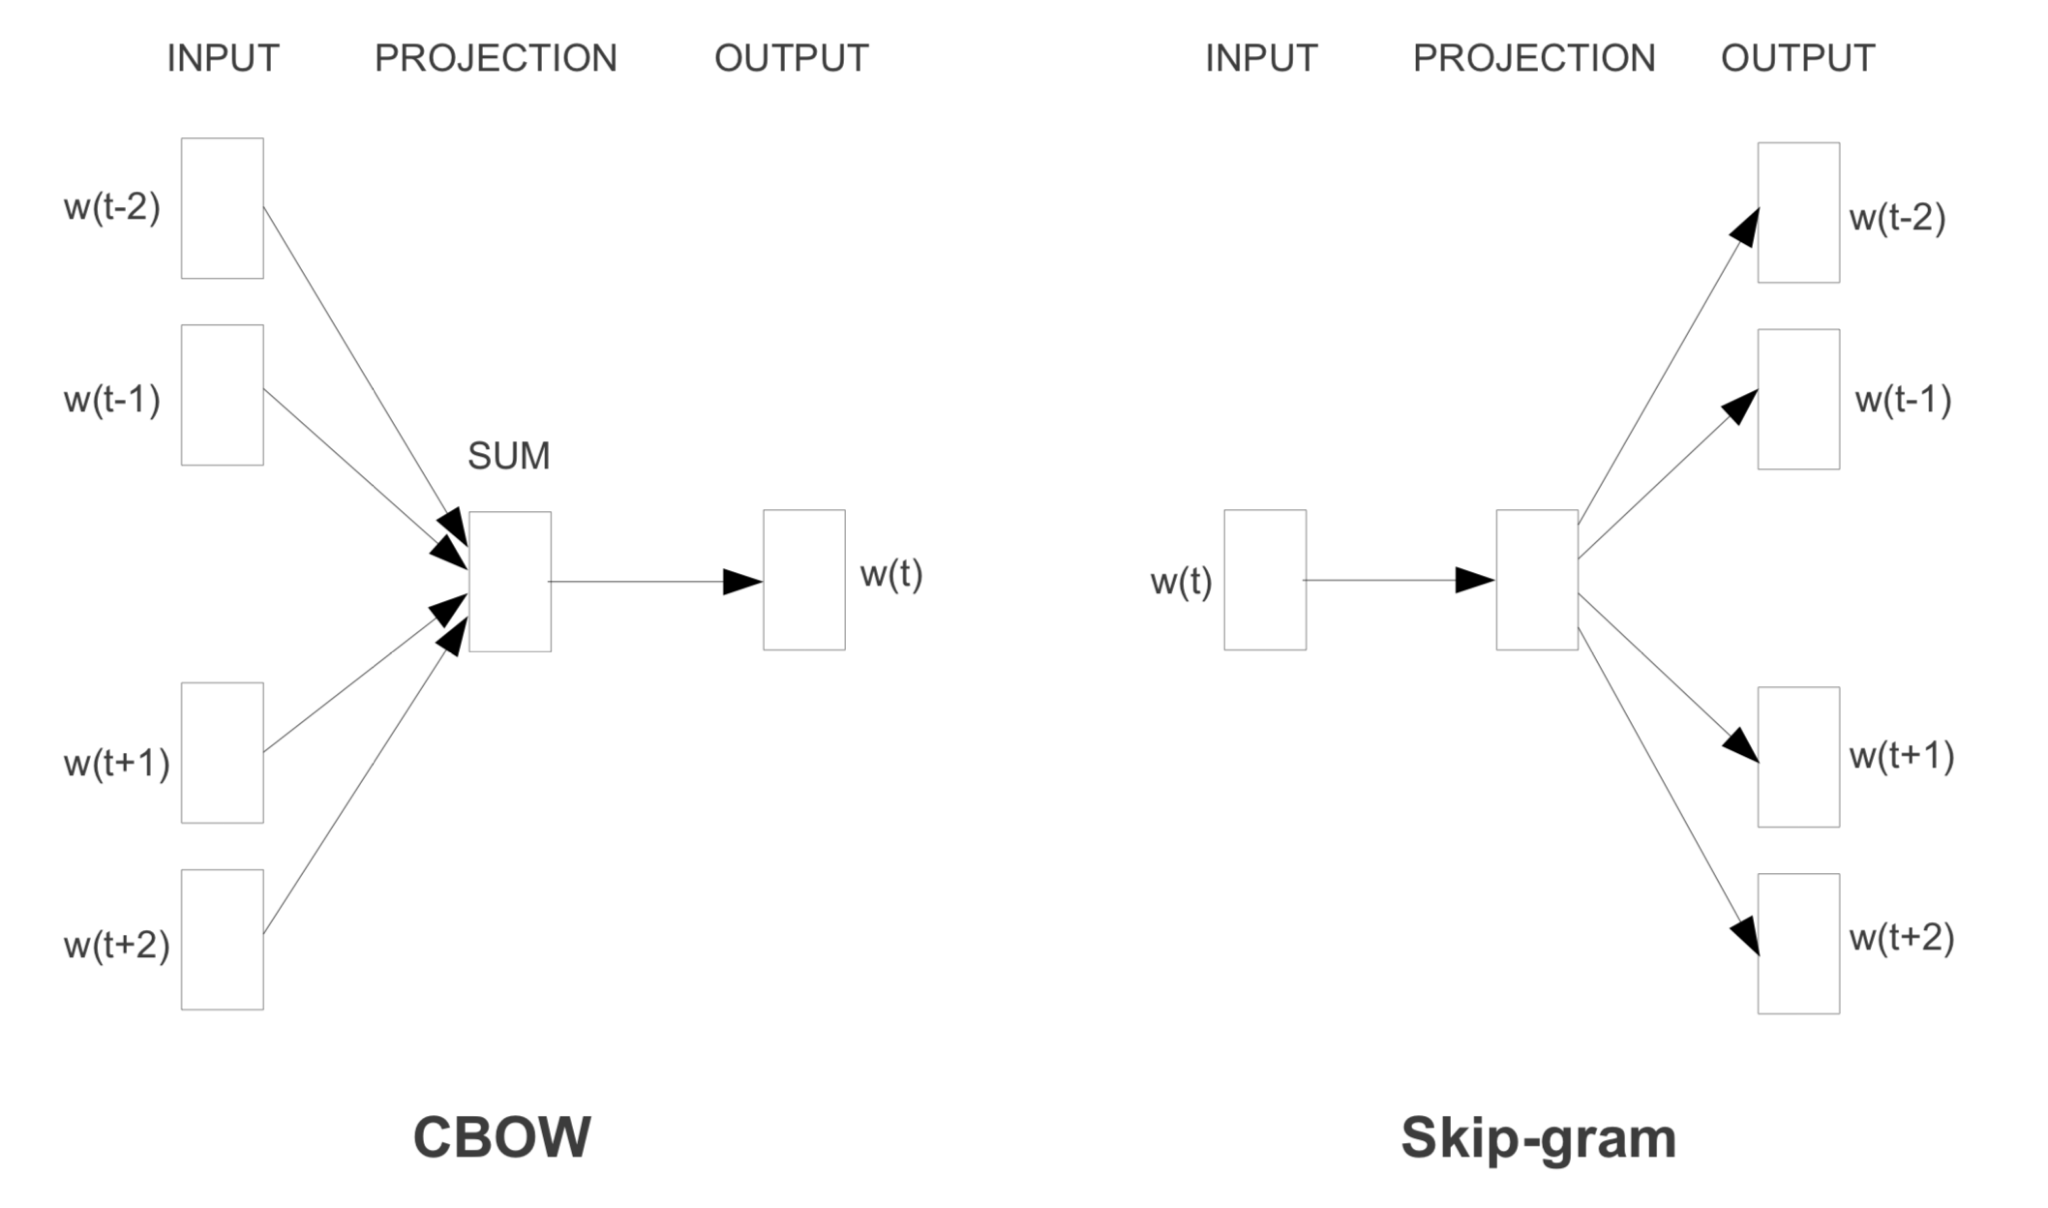 INPUT PROJECTION OUTPUT
w(t-2)
w(t-1)
SUM
w(t)
w(t+1)
w(t+2)
CBOW
INPUT PROJECTION OUTPUT
w(t-2)
w(t-1)
w(t)
w(t+1)
w(t+2)
Skip-gram